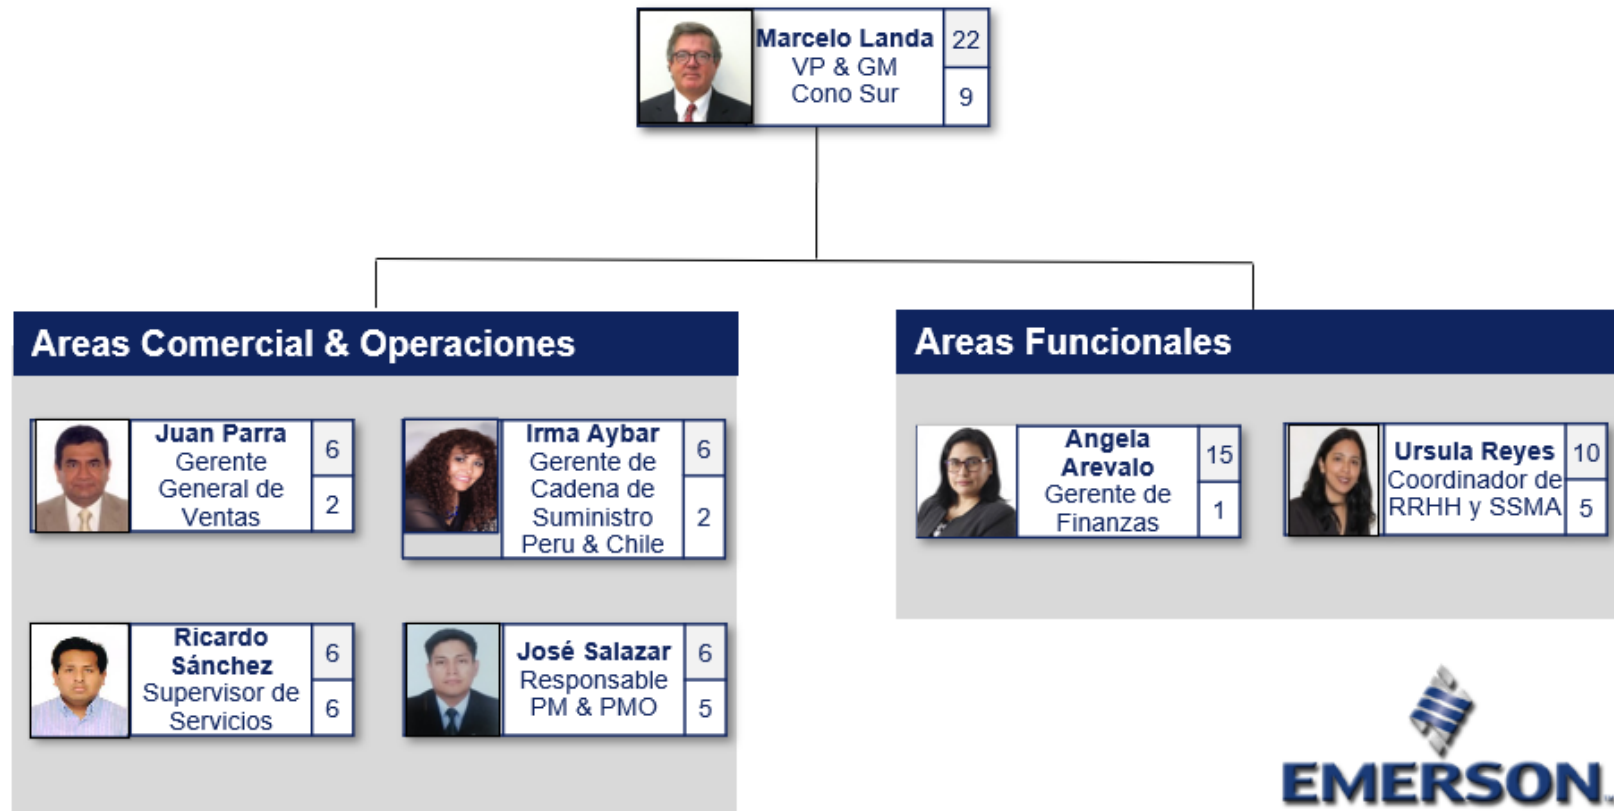 Marcelo Landa
VP & GM
Cono Sur
22
9
Areas Comercial & Operaciones
Juan Parra
Gerente
General de
Ventas
6
2
Irma Aybar
Gerente de
Cadena de
Suministro
Peru & Chile
6
2
Ricardo
Sánchez
Supervisor de
Servicios
6
6
José Salazar
Responsable
PM & PMO
6
5
Areas Funcionales
Angela
Arevalo
Gerente de
Finanzas
15
1
Ursula Reyes
Coordinador de
RRHH y SSMA
10
5
EMERSON